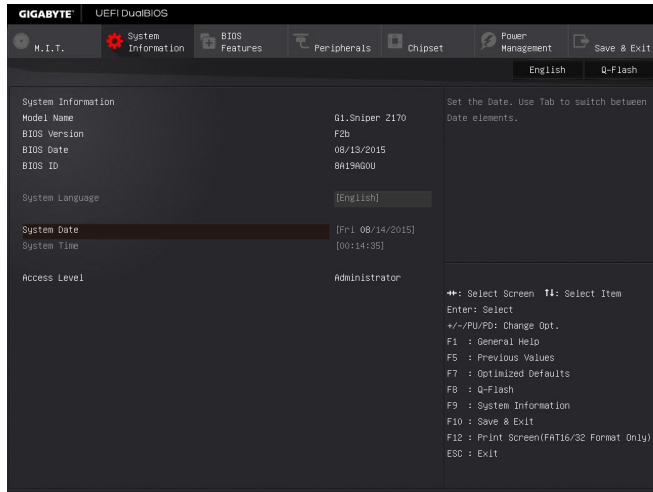 GIGABYTE™ UEFI DualBIOS
M.I.T. System Information BIOS Features Peripherals Chipset Power Management Save & Exit
English Q-Flash
System Information
Model Name G1.Sniper Z170
BIOS Version F2b
BIOS Date 08/13/2015
BIOS ID 8A19AG0U
System Language [English]
System Date [Fri 08/14/2015]
System Time [00:14:35]
Access Level Administrator
Set the Date. Use Tab to switch between
Date elements.
→←: Select Screen ↑↓: Select Item
Enter: Select
+/-/PU/PD: Change Opt.
F1 : General Help
F5 : Previous Values
F7 : Optimized Defaults
F8 : Q-Flash
F9 : System Information
F10 : Save & Exit
F12 : Print Screen(FAT16/32 Format Only)
ESC : Exit